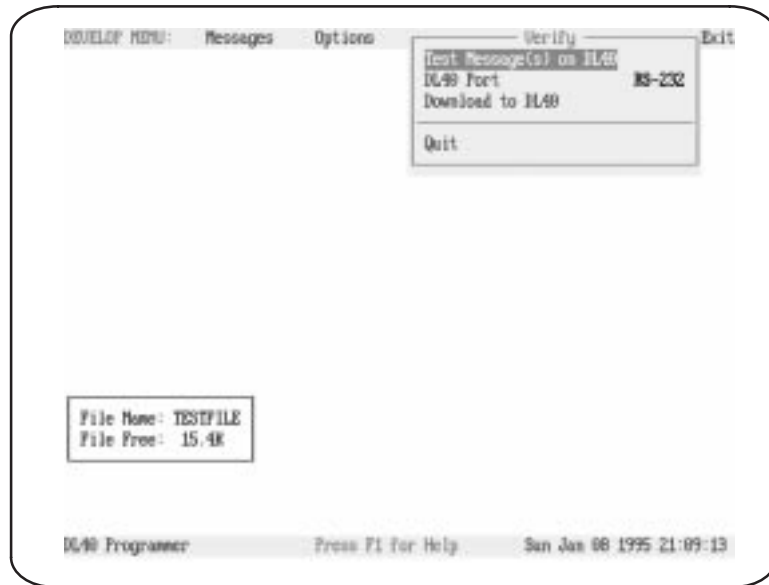 DEVELOP MENU: Messages Options Verify Exit
Test Message(s) on DL40
DL40 Port RS-232
Download to DL40
Quit
File Name: TESTFILE
File Free: 15.4K
DL40 Programmer Press F1 for Help Sun Jan 08 1995 21:09:13